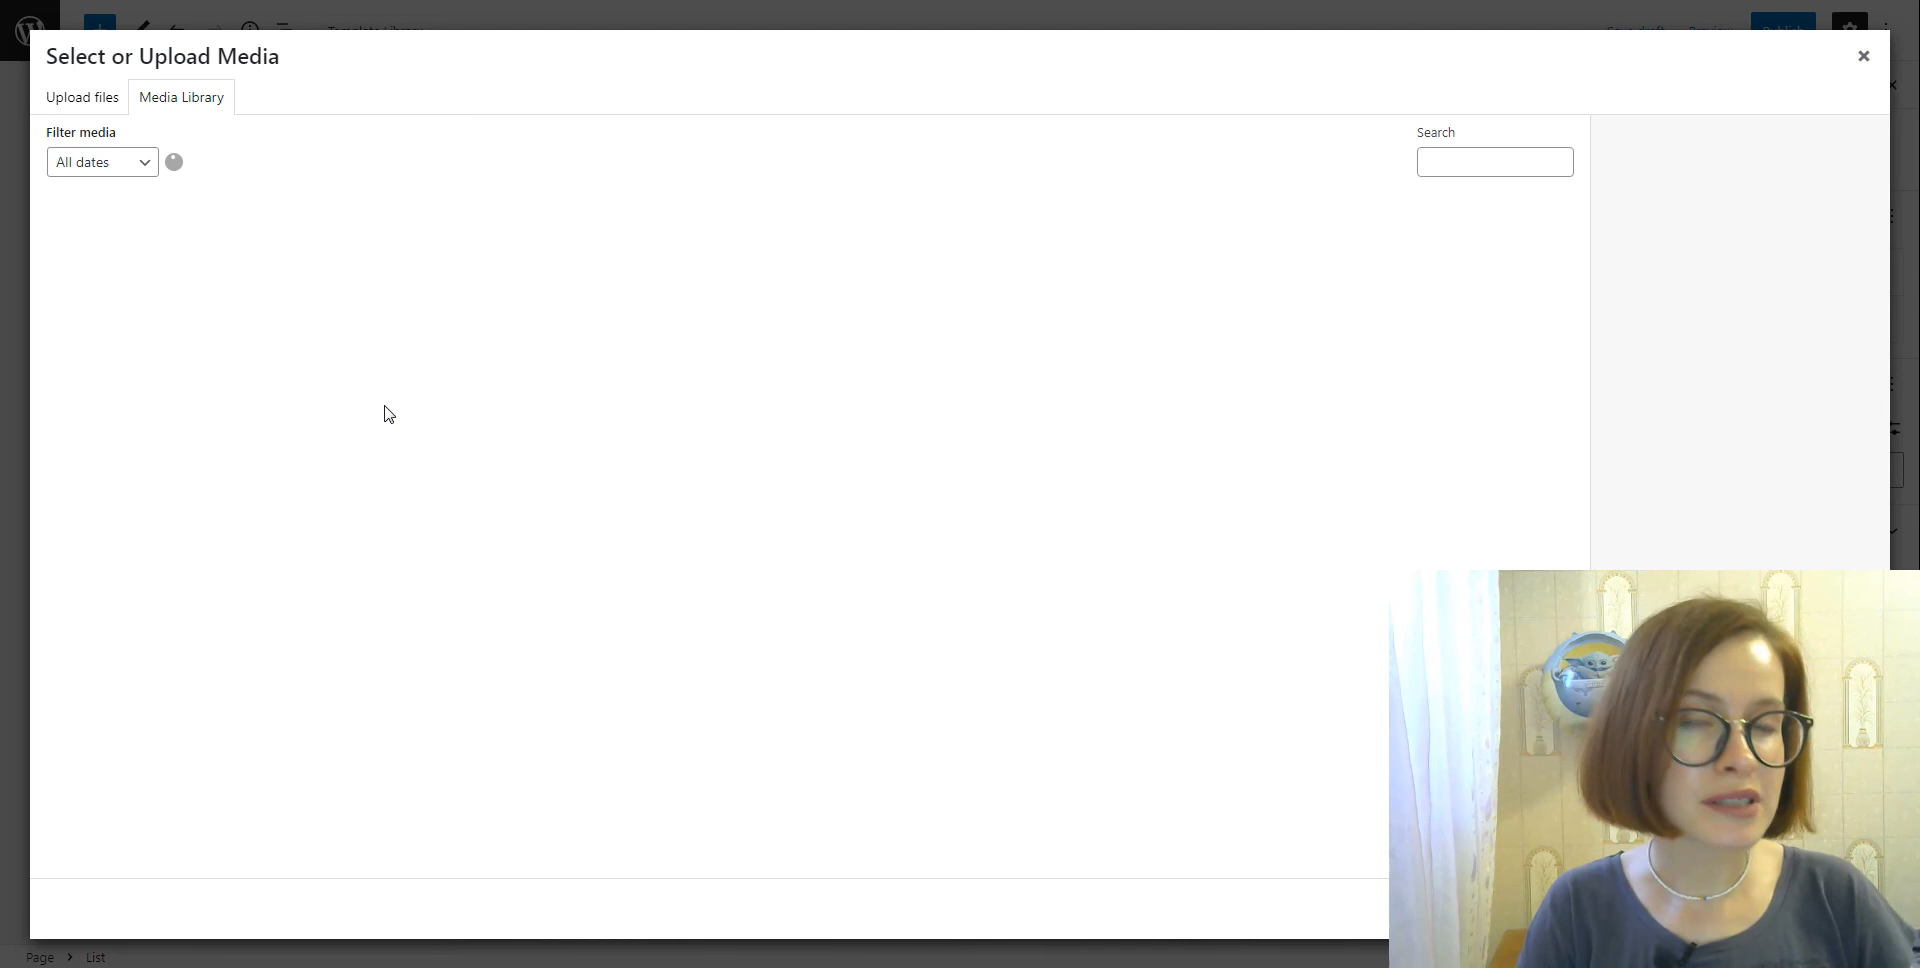 Select or Upload Media
Upload files
Media Library
Filter media
Search
All dates
Page
List